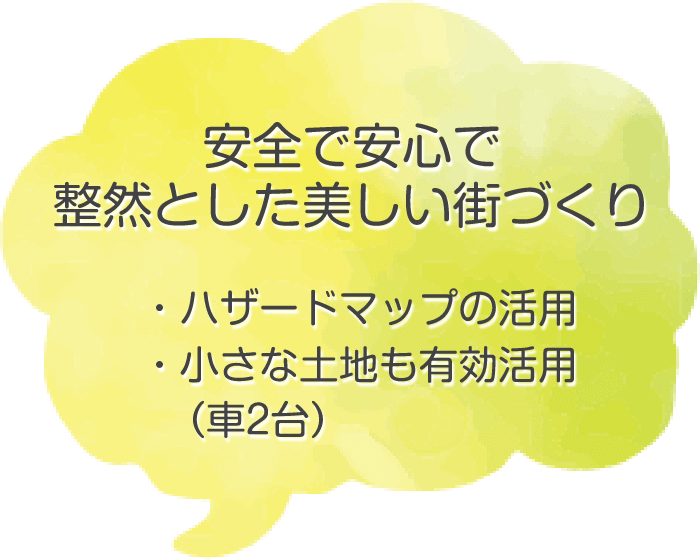 安全で安心で
整然とした美しい街づくり
・ハザードマップの活用
・小さな土地も有効活用
（車2台）